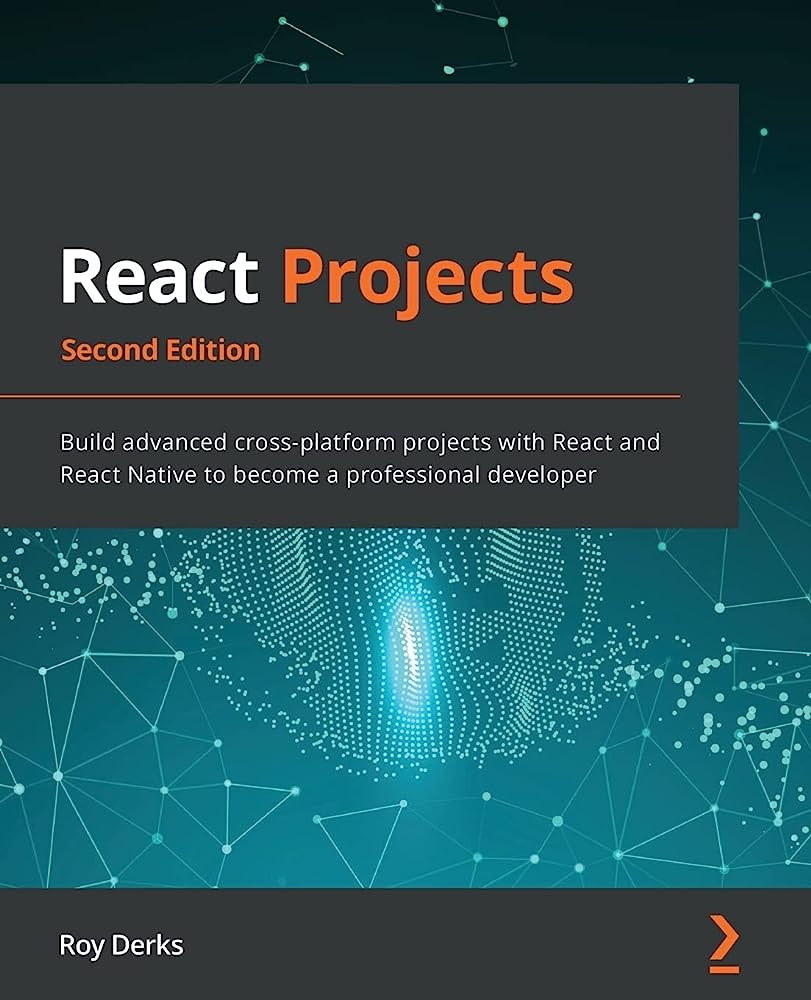 React Projects
Second Edition
Build advanced cross-platform projects with React and
React Native to become a professional developer
Roy Derks